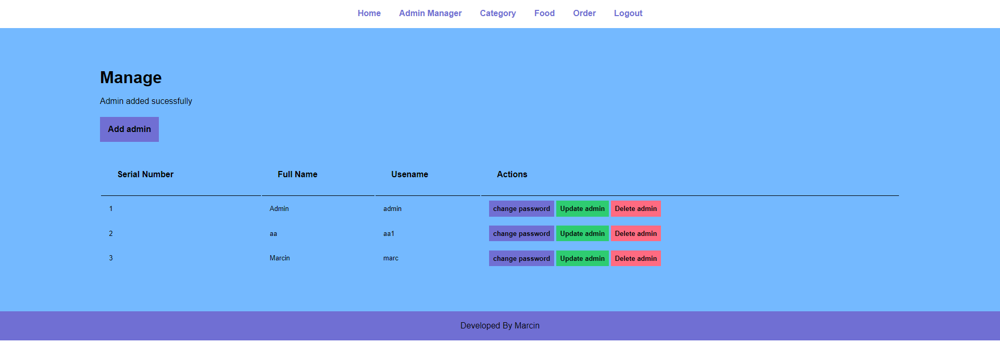 Home Admin Manager Category Food Order Logout
Manage
Admin added sucessfully
Add admin
Serial Number Full Name Usename Actions
1 Admin admin change password Update admin Delete admin
2 aa aa1 change password Update admin Delete admin
3 Marcin marc change password Update admin Delete admin
Developed By Marcin